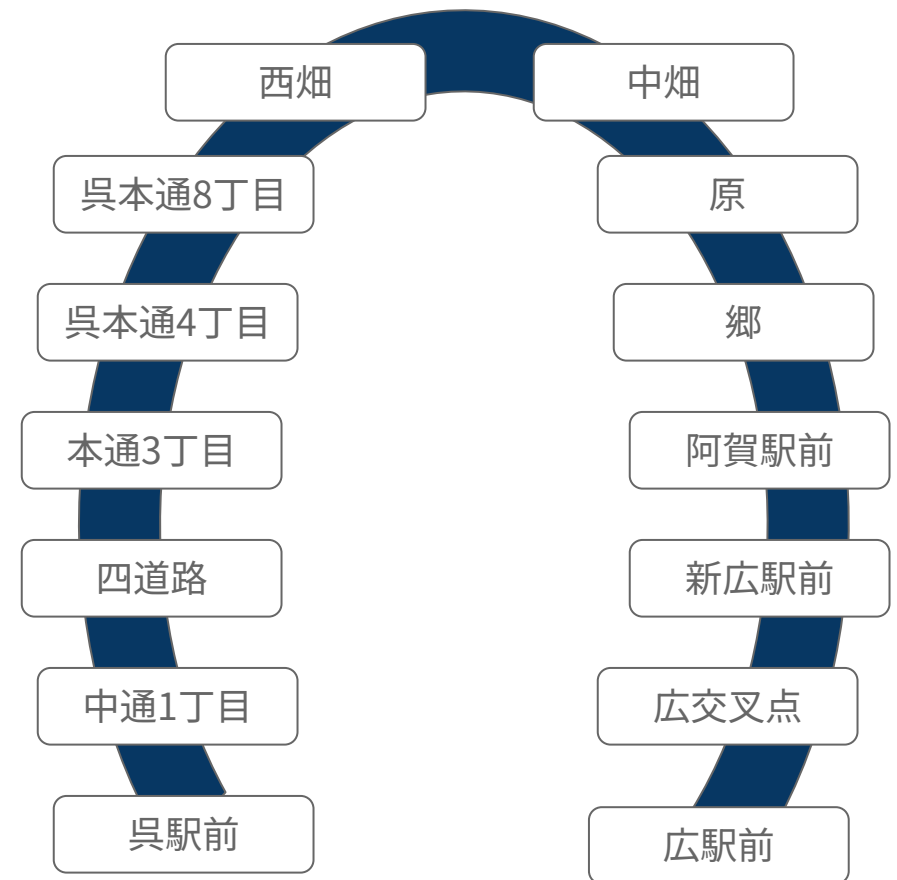 西畑
中畑
呉本通8丁目
原
呉本通4丁目
郷
本通3丁目
阿賀駅前
四道路
新広駅前
中通1丁目
広交叉点
呉駅前
広駅前